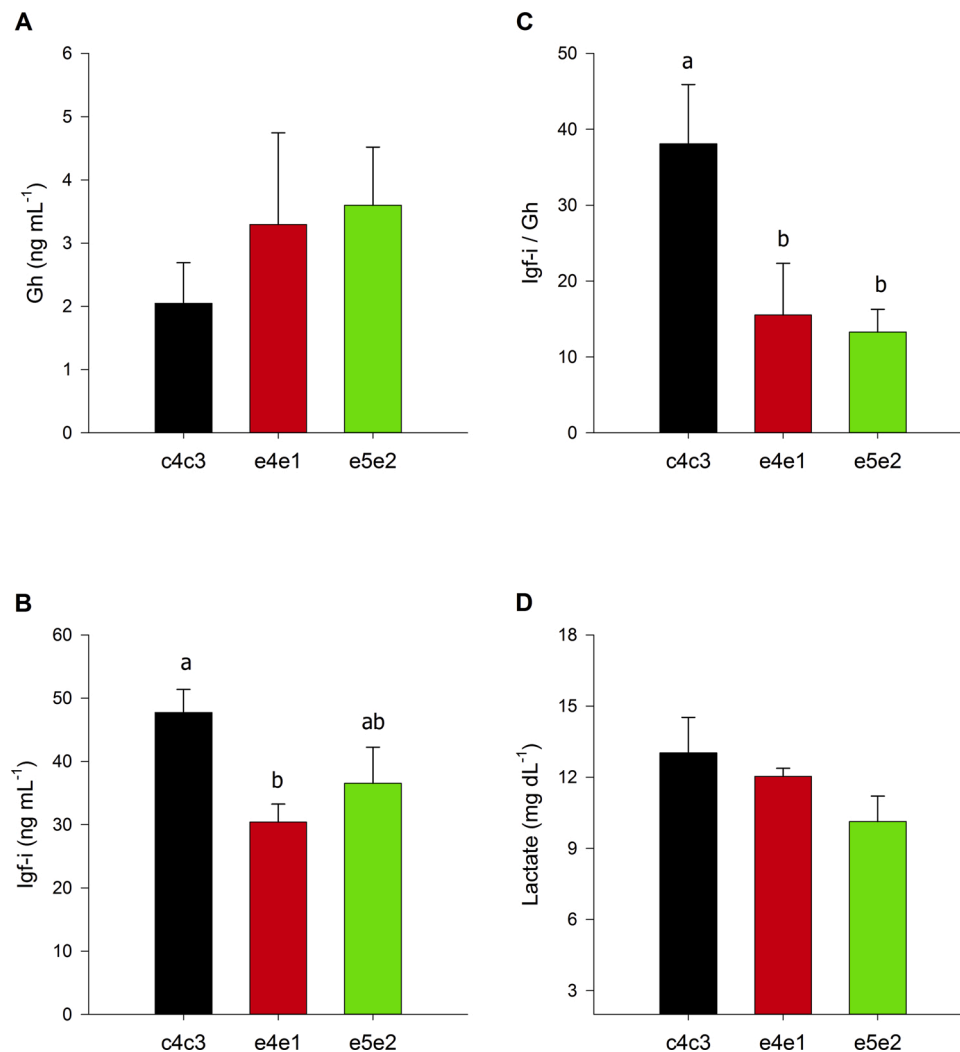 A
6
5
4
3
2
1
0
Gh (ng mL⁻¹)
c4c3 e4e1 e5e2
C
50
40
30
20
10
0
Igf-i / Gh
a
b
b
c4c3 e4e1 e5e2
B
60
50
40
30
20
10
0
Igf-i (ng mL⁻¹)
a
b
ab
c4c3 e4e1 e5e2
D
18
15
12
9
6
3
Lactate (mg dL⁻¹)
c4c3 e4e1 e5e2